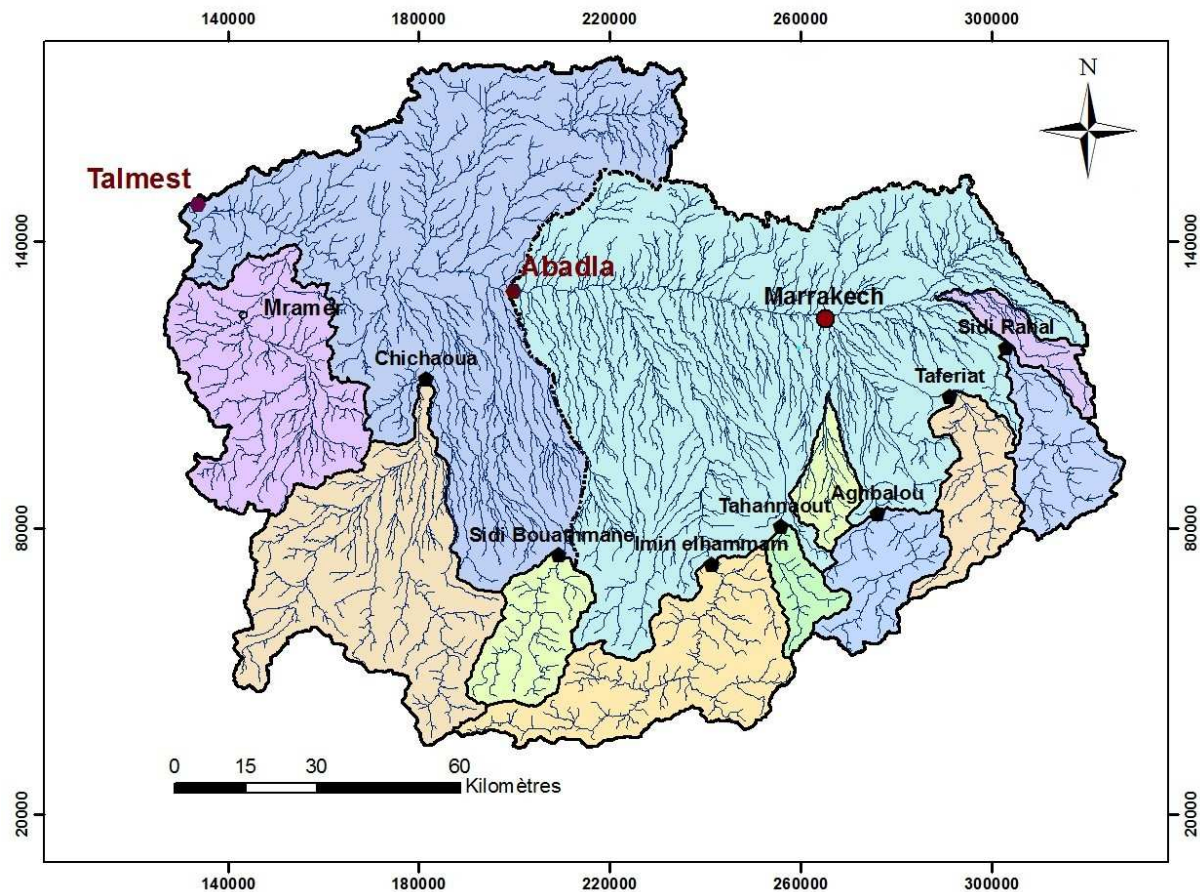 140000 180000 220000 260000 300000
N
Talmest
140000 140000
Abadla
Mramer
Marrakech
Sidi Rahal
Chichaoua
Taferiat
Aghbalou
Tahannaout
80000 80000
Sidi Bouathmane
Imin elhammam
0 15 30 60
Kilomètres
20000 20000
140000 180000 220000 260000 300000